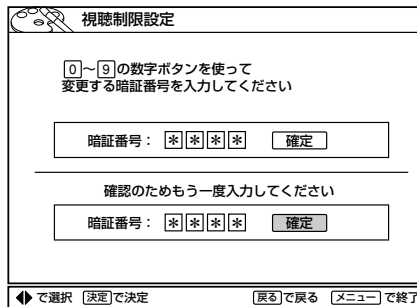 視聴制限設定
0～9の数字ボタンを使って
変更する暗証番号を入力してください
暗証番号： ＊＊＊＊ 確定
確認のためもう一度入力してください
暗証番号： ＊＊＊＊ 確定
で選択 決定で決定 戻るで戻る メニューで終了